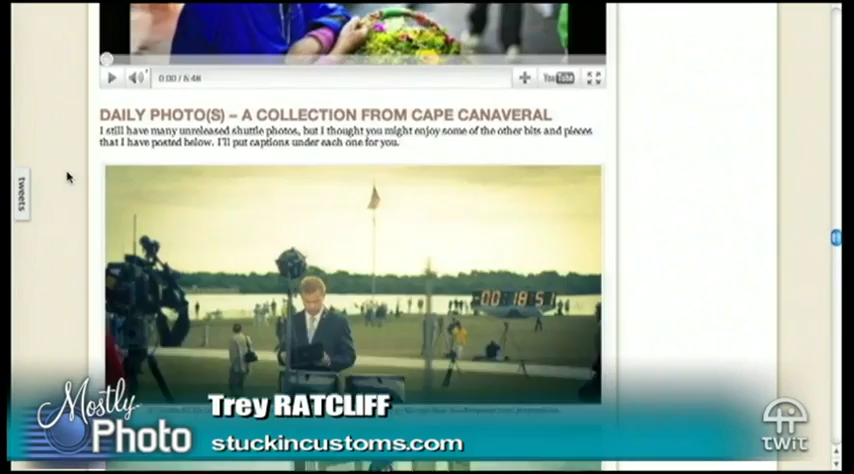 0:00 / 5:48
YouTube
DAILY PHOTO(S) – A COLLECTION FROM CAPE CANAVERAL
I still have many unreleased shuttle photos, but I thought you might enjoy some of the other bits and pieces
that I have posted below. I'll put captions under each one for you.
tweets
00:18:51
Mostly
Photo
Trey RATCLIFF
stuckincustoms.com
TWiT